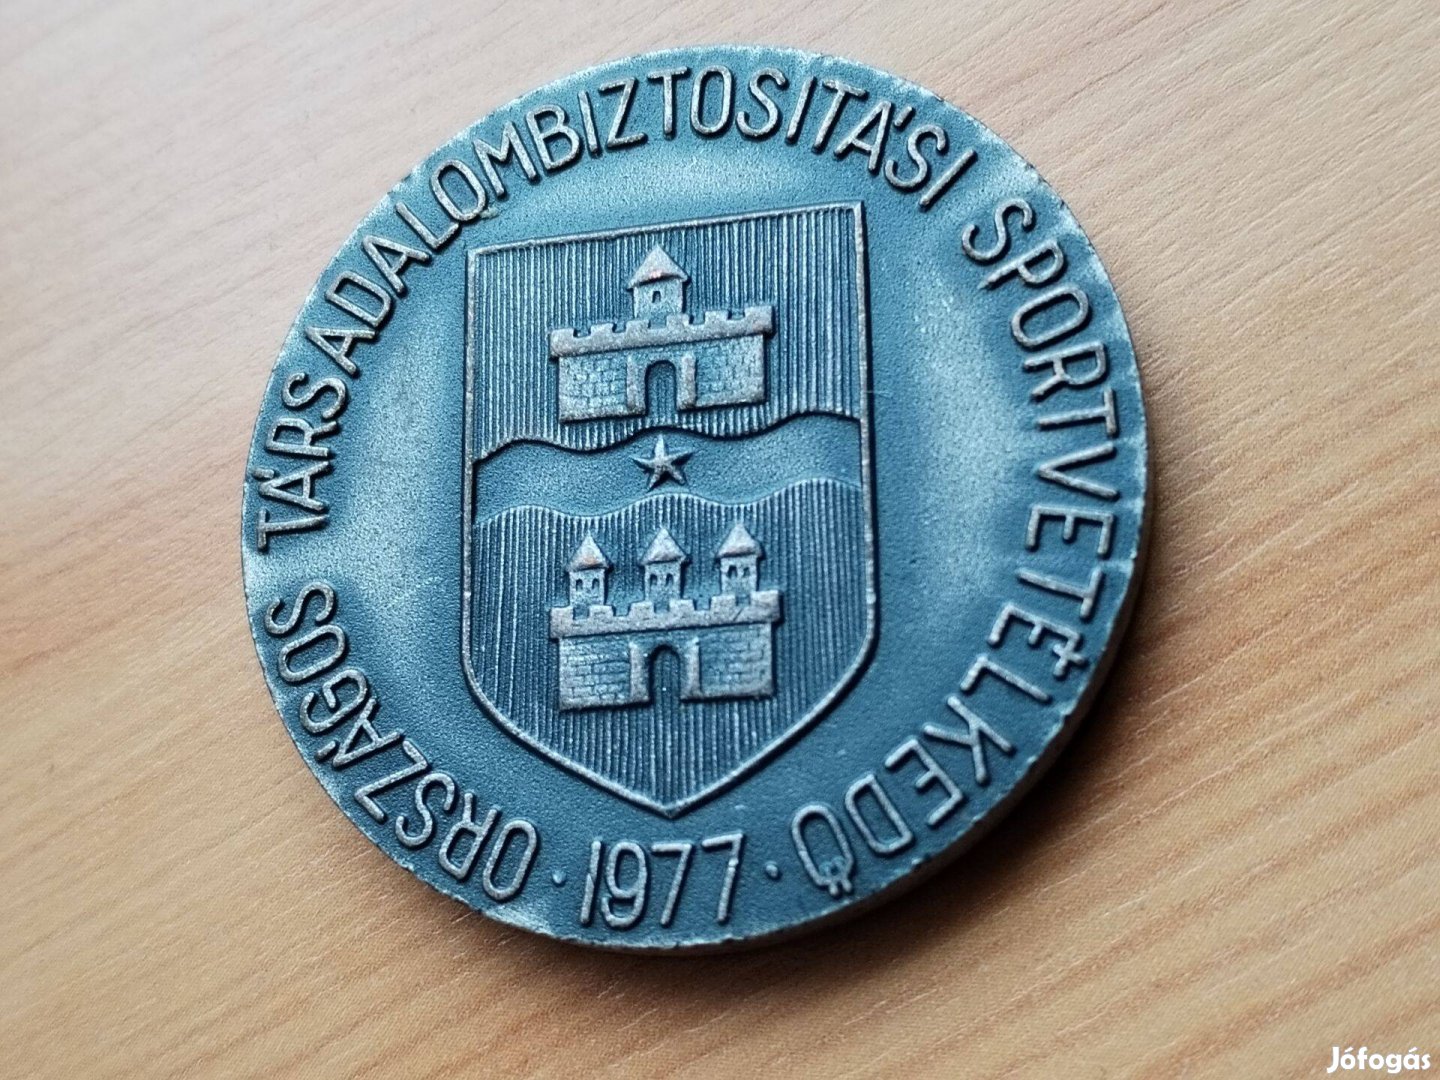 ORSZÁGOS TÁRSADALOMBIZTOSITÁSI SPORTVETÉLKEDŐ
· 1977 ·
Jófogás